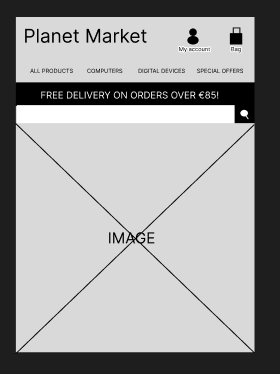 Planet Market
My account
Bag
ALL PRODUCTS COMPUTERS DIGITAL DEVICES SPECIAL OFFERS
FREE DELIVERY ON ORDERS OVER €85!
IMAGE